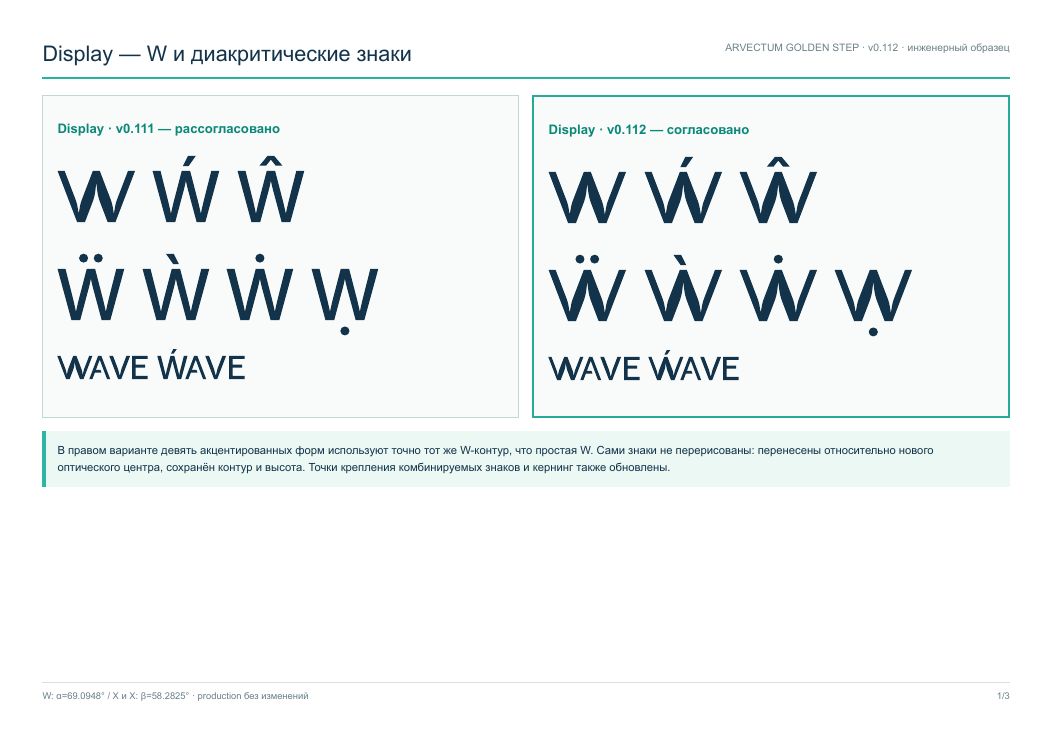 Display — W и диакритические знаки
ARVECTUM GOLDEN STEP · v0.112 · инженерный образец
Display · v0.111 — рассогласовано
W Ẃ Ŵ
Ẅ Ẁ Ẇ Ẉ
WAVE ẂAVE
Display · v0.112 — согласовано
W Ẃ Ŵ
Ẅ Ẁ Ẇ Ẉ
WAVE ẂAVE
В правом варианте девять акцентированных форм используют точно тот же W-контур, что простая W. Сами знаки не перерисованы: перенесены относительно нового
оптического центра, сохранён контур и высота. Точки крепления комбинируемых знаков и кернинг также обновлены.
W: α=69.0948° / X и Х: β=58.2825° · production без изменений
1/3